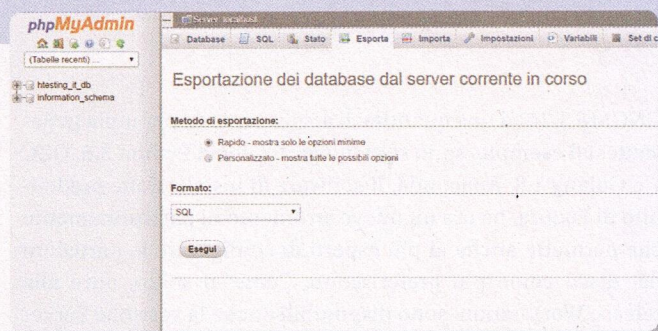 phpMyAdmin
(Tabelle recenti) ...
htesting_it_db
information_schema
Server: localhost
Database SQL Stato Esporta Importa Impostazioni Variabili Set di c
Esportazione dei database dal server corrente in corso
Metodo di esportazione:
Rapido - mostra solo le opzioni minime
Personalizzato - mostra tutte le possibili opzioni
Formato:
SQL
Esegui